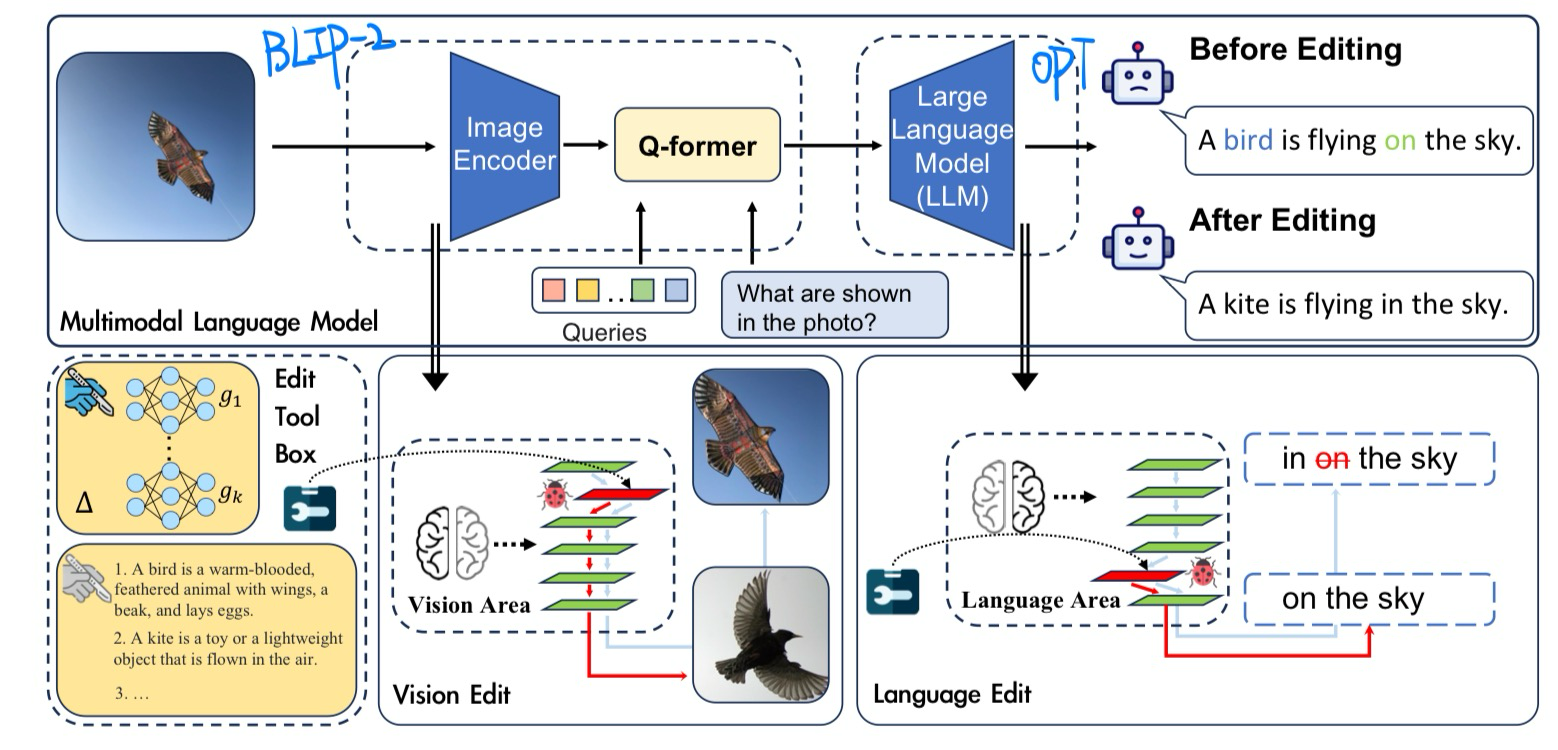 BLIP-2
Image
Encoder
Q-former
Large
Language
Model
(LLM)
OPT
Before Editing
A bird is flying on the sky.
After Editing
A kite is flying in the sky.
Queries
...
What are shown
in the photo?
Multimodal Language Model
g1
⋮
gk
Δ
Edit
Tool
Box
1. A bird is a warm-blooded,
feathered animal with wings, a
beak, and lays eggs.
2. A kite is a toy or a lightweight
object that is flown in the air.
3. …
Vision Area
Vision Edit
Language Area
in on the sky
on the sky
Language Edit